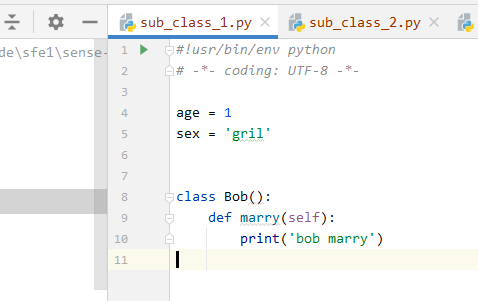 sub_class_1.py sub_class_2.py
de\sfe1\sense-
1 #!usr/bin/env python
2 # -*- coding: UTF-8 -*-
3
4 age = 1
5 sex = 'gril'
6
7
8 class Bob():
9 def marry(self):
10 print('bob marry')
11